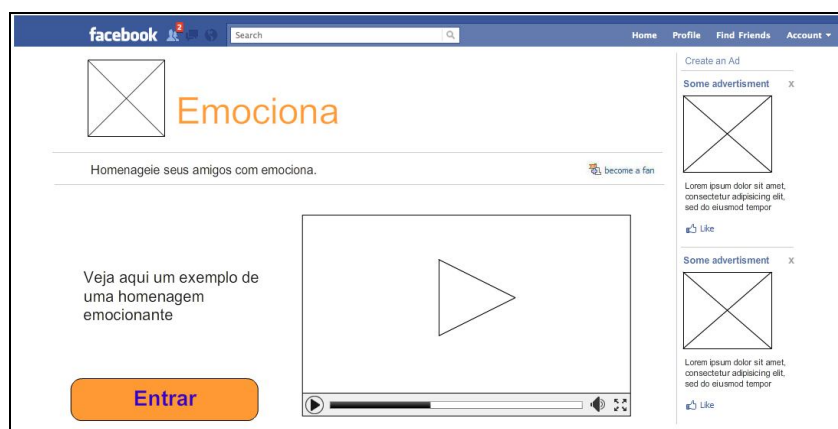 facebook 2 Search Home Profile Find Friends Account
Emociona
Homenageie seus amigos com emociona.
become a fan
Veja aqui um exemplo de
uma homenagem
emocionante
Entrar
Create an Ad
Some advertisment x
Lorem ipsum dolor sit amet,
consectetur adipisicing elit,
sed do eiusmod tempor
Like
Some advertisment x
Lorem ipsum dolor sit amet,
consectetur adipisicing elit,
sed do eiusmod tempor
Like